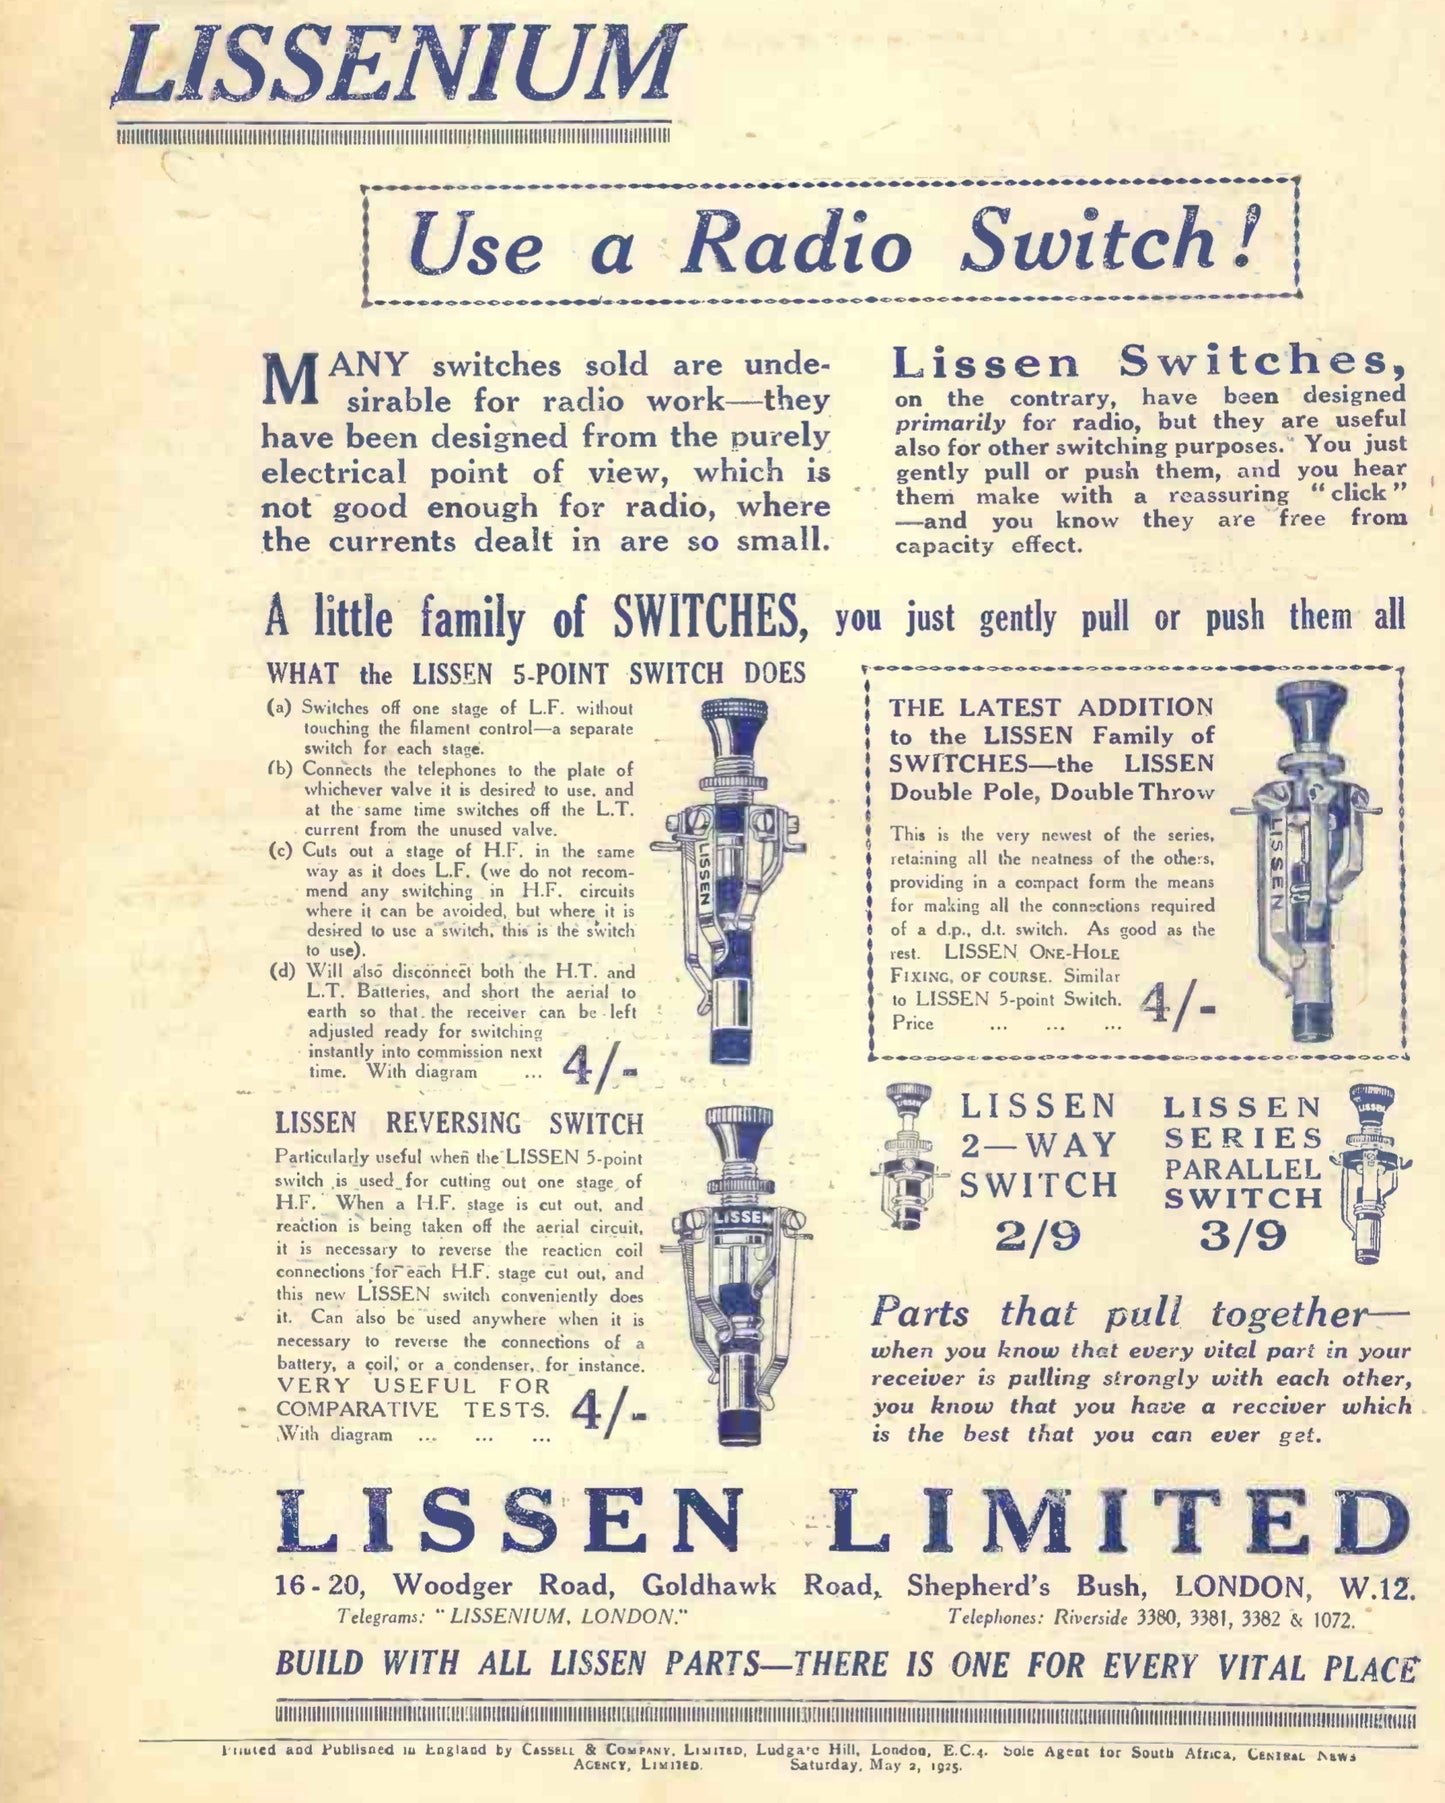 LISSENIUM
Use a Radio Switch!
MANY switches sold are unde-
sirable for radio work—they
have been designed from the purely
electrical point of view, which is
not good enough for radio, where
the currents dealt in are so small.
Lissen Switches,
on the contrary, have been designed
primarily for radio, but they are useful
also for other switching purposes. You just
gently pull or push them, and you hear
them make with a reassuring "click"
—and you know they are free from
capacity effect.
A little family of SWITCHES, you just gently pull or push them all
WHAT the LISSEN 5-POINT SWITCH DOES
(a) Switches off one stage of L.F. without
touching the filament control—a separate
switch for each stage.
(b) Connects the telephones to the plate of
whichever valve it is desired to use, and
at the same time switches off the L.T.
current from the unused valve.
(c) Cuts out a stage of H.F. in the same
way as it does L.F. (we do not recom-
mend any switching in H.F. circuits
where it can be avoided, but where it is
desired to use a switch, this is the switch
to use).
(d) Will also disconnect both the H.T. and
L.T. Batteries, and short the aerial to
earth so that the receiver can be left
adjusted ready for switching
instantly into commission next
time. With diagram ... 4/-
LISSEN
LISSEN REVERSING SWITCH
Particularly useful when the LISSEN 5-point
switch is used for cutting out one stage of
H.F. When a H.F. stage is cut out, and
reaction is being taken off the aerial circuit,
it is necessary to reverse the reaction coil
connections for each H.F. stage cut out, and
this new LISSEN switch conveniently does
it. Can also be used anywhere when it is
necessary to reverse the connections of a
battery, a coil, or a condenser, for instance.
VERY USEFUL FOR
COMPARATIVE TESTS.
With diagram ... ... ... 4/-
LISSE
THE LATEST ADDITION
to the LISSEN Family of
SWITCHES—the LISSEN
Double Pole, Double Throw
This is the very newest of the series,
retaining all the neatness of the others,
providing in a compact form the means
for making all the connections required
of a d.p., d.t. switch. As good as the
rest. LISSEN ONE-HOLE
FIXING, OF COURSE. Similar
to LISSEN 5-point Switch.
Price ... ... ... 4/-
LISSEN
LISSEN
2—WAY
SWITCH
2/9
LISSEN
SERIES
PARALLEL
SWITCH
3/9
LISSEN
Parts that pull together—
when you know that every vital part in your
receiver is pulling strongly with each other,
you know that you have a receiver which
is the best that you can ever get.
LISSEN LIMITED
16-20, Woodger Road, Goldhawk Road, Shepherd's Bush, LONDON, W.12.
Telegrams: "LISSENIUM, LONDON." Telephones: Riverside 3380, 3381, 3382 & 1072.
BUILD WITH ALL LISSEN PARTS—THERE IS ONE FOR EVERY VITAL PLACE
Printed and Published in England by CASSELL & COMPANY, LIMITED, Ludgate Hill, London, E.C.4. Sole Agent for South Africa, CENTRAL NEWS
AGENCY, LIMITED. Saturday, May 2, 1925.